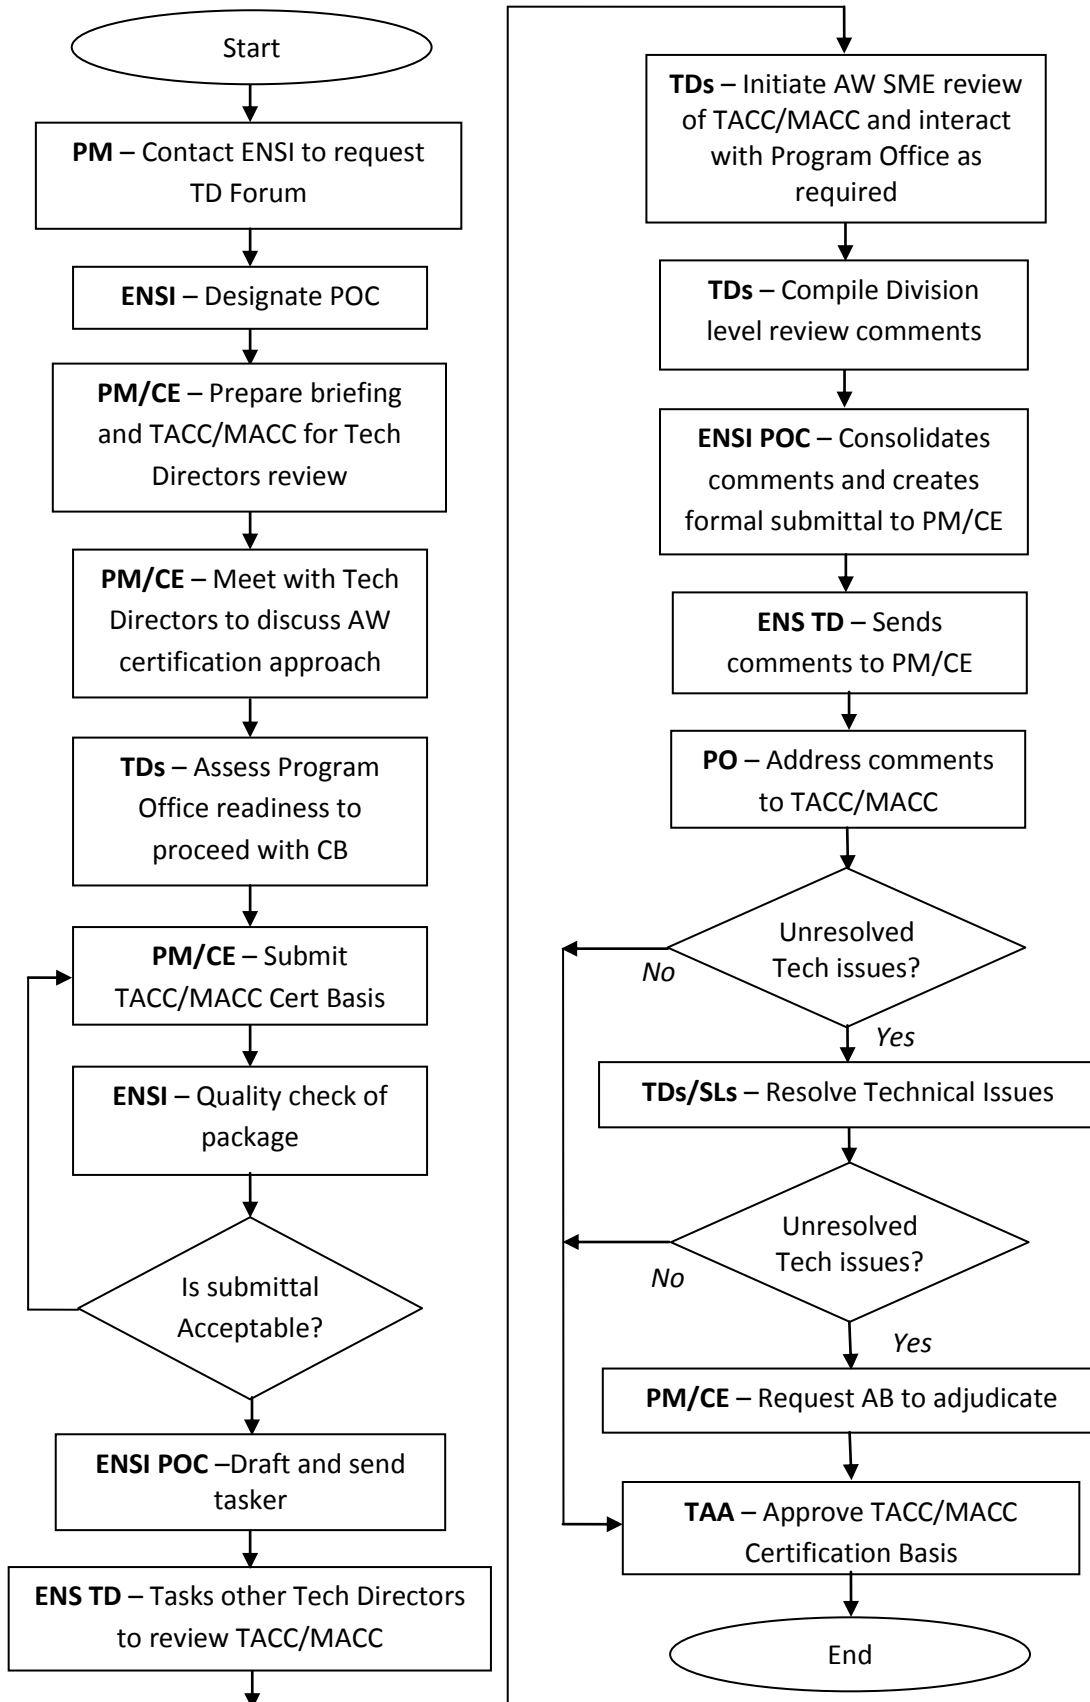 Start
PM – Contact ENSI to request
TD Forum
ENSI – Designate POC
PM/CE – Prepare briefing
and TACC/MACC for Tech
Directors review
PM/CE – Meet with Tech
Directors to discuss AW
certification approach
TDs – Assess Program
Office readiness to
proceed with CB
PM/CE – Submit
TACC/MACC Cert Basis
ENSI – Quality check of
package
Is submittal
Acceptable?
ENSI POC –Draft and send
tasker
ENS TD – Tasks other Tech Directors
to review TACC/MACC
TDs – Initiate AW SME review
of TACC/MACC and interact
with Program Office as
required
TDs – Compile Division
level review comments
ENSI POC – Consolidates
comments and creates
formal submittal to PM/CE
ENS TD – Sends
comments to PM/CE
PO – Address comments
to TACC/MACC
Unresolved
Tech issues?
No
Yes
TDs/SLs – Resolve Technical Issues
Unresolved
Tech issues?
No
Yes
PM/CE – Request AB to adjudicate
TAA – Approve TACC/MACC
Certification Basis
End